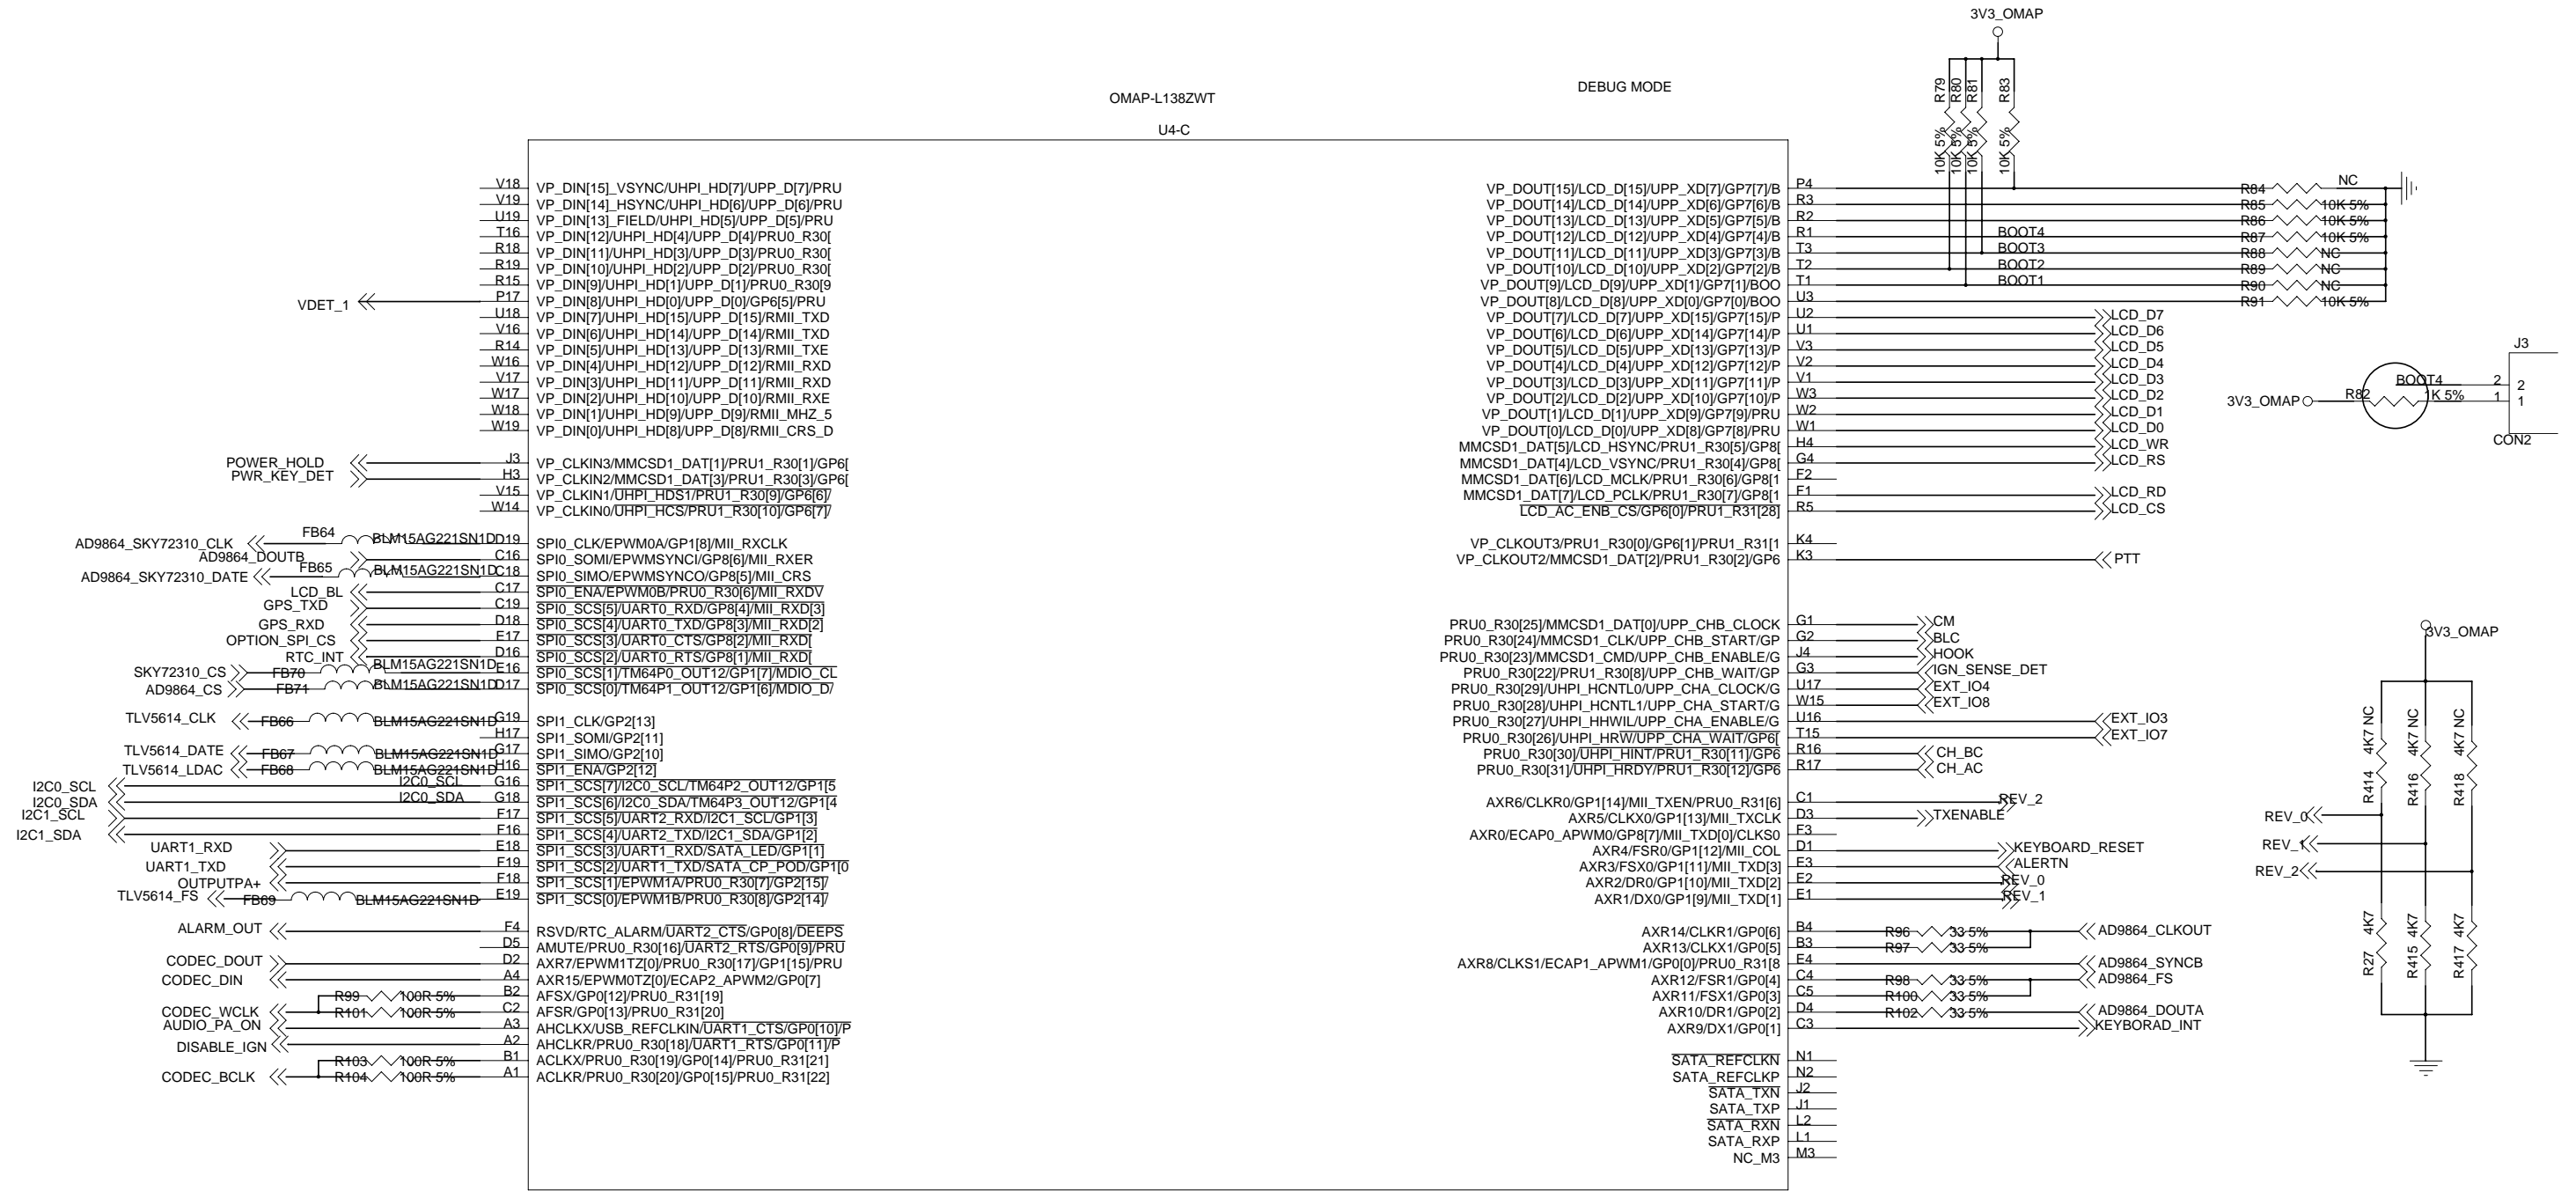 3V3_OMAP
R79
R80
R81
R83
10K 5%
10K 5%
10K 5%
10K 5%
OMAP-L138ZWT
DEBUG MODE
U4-C
V18 VP_DIN[15]_VSYNC/UHPI_HD[7]/UPP_D[7]/PRU
V19 VP_DIN[14]_HSYNC/UHPI_HD[6]/UPP_D[6]/PRU
U19 VP_DIN[13]_FIELD/UHPI_HD[5]/UPP_D[5]/PRU
T16 VP_DIN[12]/UHPI_HD[4]/UPP_D[4]/PRU0_R30[
R18 VP_DIN[11]/UHPI_HD[3]/UPP_D[3]/PRU0_R30[
R19 VP_DIN[10]/UHPI_HD[2]/UPP_D[2]/PRU0_R30[
R15 VP_DIN[9]/UHPI_HD[1]/UPP_D[1]/PRU0_R30[9
VDET_1 P17 VP_DIN[8]/UHPI_HD[0]/UPP_D[0]/GP6[5]/PRU
U18 VP_DIN[7]/UHPI_HD[15]/UPP_D[15]/RMII_TXD
V16 VP_DIN[6]/UHPI_HD[14]/UPP_D[14]/RMII_TXD
R14 VP_DIN[5]/UHPI_HD[13]/UPP_D[13]/RMII_TXE
W16 VP_DIN[4]/UHPI_HD[12]/UPP_D[12]/RMII_RXD
V17 VP_DIN[3]/UHPI_HD[11]/UPP_D[11]/RMII_RXD
W17 VP_DIN[2]/UHPI_HD[10]/UPP_D[10]/RMII_RXE
W18 VP_DIN[1]/UHPI_HD[9]/UPP_D[9]/RMII_MHZ_5
W19 VP_DIN[0]/UHPI_HD[8]/UPP_D[8]/RMII_CRS_D
POWER_HOLD J3 VP_CLKIN3/MMCSD1_DAT[1]/PRU1_R30[1]/GP6[
PWR_KEY_DET H3 VP_CLKIN2/MMCSD1_DAT[3]/PRU1_R30[3]/GP6[
V15 VP_CLKIN1/UHPI_HDS1/PRU1_R30[9]/GP6[6]/
W14 VP_CLKIN0/UHPI_HCS/PRU1_R30[10]/GP6[7]/
AD9864_SKY72310_CLK FB64 BLM15AG221SN1D D19 SPI0_CLK/EPWM0A/GP1[8]/MII_RXCLK
AD9864_DOUTB C16 SPI0_SOMI/EPWMSYNCI/GP8[6]/MII_RXER
AD9864_SKY72310_DATE FB65 BLM15AG221SN1D C18 SPI0_SIMO/EPWMSYNCO/GP8[5]/MII_CRS
LCD_BL C17 SPI0_ENA/EPWM0B/PRU0_R30[6]/MII_RXDV
GPS_TXD C19 SPI0_SCS[5]/UART0_RXD/GP8[4]/MII_RXD[3]
GPS_RXD D18 SPI0_SCS[4]/UART0_TXD/GP8[3]/MII_RXD[2]
OPTION_SPI_CS E17 SPI0_SCS[3]/UART0_CTS/GP8[2]/MII_RXD[
RTC_INT D16 SPI0_SCS[2]/UART0_RTS/GP8[1]/MII_RXD[
SKY72310_CS FB70 BLM15AG221SN1D E16 SPI0_SCS[1]/TM64P0_OUT12/GP1[7]/MDIO_CL
AD9864_CS FB71 BLM15AG221SN1D D17 SPI0_SCS[0]/TM64P1_OUT12/GP1[6]/MDIO_D/
TLV5614_CLK FB66 BLM15AG221SN1D G19 SPI1_CLK/GP2[13]
H17 SPI1_SOMI/GP2[11]
TLV5614_DATE FB67 BLM15AG221SN1D G17 SPI1_SIMO/GP2[10]
TLV5614_LDAC FB68 BLM15AG221SN1D H16 SPI1_ENA/GP2[12]
I2C0_SCL I2C0_SCL G16 SPI1_SCS[7]/I2C0_SCL/TM64P2_OUT12/GP1[5
I2C0_SDA I2C0_SDA G18 SPI1_SCS[6]/I2C0_SDA/TM64P3_OUT12/GP1[4
I2C1_SCL F17 SPI1_SCS[5]/UART2_RXD/I2C1_SCL/GP1[3]
I2C1_SDA F16 SPI1_SCS[4]/UART2_TXD/I2C1_SDA/GP1[2]
UART1_RXD E18 SPI1_SCS[3]/UART1_RXD/SATA_LED/GP1[1]
UART1_TXD F19 SPI1_SCS[2]/UART1_TXD/SATA_CP_POD/GP1[0
OUTPUTPA+ F18 SPI1_SCS[1]/EPWM1A/PRU0_R30[7]/GP2[15]/
TLV5614_FS FB69 BLM15AG221SN1D E19 SPI1_SCS[0]/EPWM1B/PRU0_R30[8]/GP2[14]/
ALARM_OUT F4 RSVD/RTC_ALARM/UART2_CTS/GP0[8]/DEEPS
D5 AMUTE/PRU0_R30[16]/UART2_RTS/GP0[9]/PRU
CODEC_DOUT D2 AXR7/EPWM1TZ[0]/PRU0_R30[17]/GP1[15]/PRU
CODEC_DIN A4 AXR15/EPWM0TZ[0]/ECAP2_APWM2/GP0[7]
R99 100R 5% B2 AFSX/GP0[12]/PRU0_R31[19]
CODEC_WCLK R101 100R 5% C2 AFSR/GP0[13]/PRU0_R31[20]
AUDIO_PA_ON A3 AHCLKX/USB_REFCLKIN/UART1_CTS/GP0[10]/P
DISABLE_IGN A2 AHCLKR/PRU0_R30[18]/UART1_RTS/GP0[11]/P
R103 100R 5% B1 ACLKX/PRU0_R30[19]/GP0[14]/PRU0_R31[21]
CODEC_BCLK R104 100R 5% A1 ACLKR/PRU0_R30[20]/GP0[15]/PRU0_R31[22]
VP_DOUT[15]/LCD_D[15]/UPP_XD[7]/GP7[7]/B P4 R84 NC
VP_DOUT[14]/LCD_D[14]/UPP_XD[6]/GP7[6]/B R3 R85 10K 5%
VP_DOUT[13]/LCD_D[13]/UPP_XD[5]/GP7[5]/B R2 R86 10K 5%
VP_DOUT[12]/LCD_D[12]/UPP_XD[4]/GP7[4]/B R1 BOOT4 R87 10K 5%
VP_DOUT[11]/LCD_D[11]/UPP_XD[3]/GP7[3]/B T3 BOOT3 R88 NC
VP_DOUT[10]/LCD_D[10]/UPP_XD[2]/GP7[2]/B T2 BOOT2 R89 NC
VP_DOUT[9]/LCD_D[9]/UPP_XD[1]/GP7[1]/BOO T1 BOOT1 R90 NC
VP_DOUT[8]/LCD_D[8]/UPP_XD[0]/GP7[0]/BOO U3 R91 10K 5%
VP_DOUT[7]/LCD_D[7]/UPP_XD[15]/GP7[15]/P U2 LCD_D7
VP_DOUT[6]/LCD_D[6]/UPP_XD[14]/GP7[14]/P U1 LCD_D6
VP_DOUT[5]/LCD_D[5]/UPP_XD[13]/GP7[13]/P V3 LCD_D5
VP_DOUT[4]/LCD_D[4]/UPP_XD[12]/GP7[12]/P V2 LCD_D4
VP_DOUT[3]/LCD_D[3]/UPP_XD[11]/GP7[11]/P V1 LCD_D3
VP_DOUT[2]/LCD_D[2]/UPP_XD[10]/GP7[10]/P W3 LCD_D2
VP_DOUT[1]/LCD_D[1]/UPP_XD[9]/GP7[9]/PRU W2 LCD_D1
VP_DOUT[0]/LCD_D[0]/UPP_XD[8]/GP7[8]/PRU W1 LCD_D0
MMCSD1_DAT[5]/LCD_HSYNC/PRU1_R30[5]/GP8[ H4 LCD_WR
MMCSD1_DAT[4]/LCD_VSYNC/PRU1_R30[4]/GP8[ G4 LCD_RS
MMCSD1_DAT[6]/LCD_MCLK/PRU1_R30[6]/GP8[1 F2
MMCSD1_DAT[7]/LCD_PCLK/PRU1_R30[7]/GP8[1 F1 LCD_RD
LCD_AC_ENB_CS/GP6[0]/PRU1_R31[28] R5 LCD_CS
VP_CLKOUT3/PRU1_R30[0]/GP6[1]/PRU1_R31[1 K4
VP_CLKOUT2/MMCSD1_DAT[2]/PRU1_R30[2]/GP6 K3 PTT
PRU0_R30[25]/MMCSD1_DAT[0]/UPP_CHB_CLOCK G1 CM
PRU0_R30[24]/MMCSD1_CLK/UPP_CHB_START/GP G2 BLC
PRU0_R30[23]/MMCSD1_CMD/UPP_CHB_ENABLE/G J4 HOOK
PRU0_R30[22]/PRU1_R30[8]/UPP_CHB_WAIT/GP G3 IGN_SENSE_DET
PRU0_R30[29]/UHPI_HCNTL0/UPP_CHA_CLOCK/G U17 EXT_IO4
PRU0_R30[28]/UHPI_HCNTL1/UPP_CHA_START/G W15 EXT_IO8
PRU0_R30[27]/UHPI_HHWIL/UPP_CHA_ENABLE/G U16 EXT_IO3
PRU0_R30[26]/UHPI_HRW/UPP_CHA_WAIT/GP6[ T15 EXT_IO7
PRU0_R30[30]/UHPI_HINT/PRU1_R30[11]/GP6 R16 CH_BC
PRU0_R30[31]/UHPI_HRDY/PRU1_R30[12]/GP6 R17 CH_AC
AXR6/CLKR0/GP1[14]/MII_TXEN/PRU0_R31[6] C1 REV_2
AXR5/CLKX0/GP1[13]/MII_TXCLK D3 TXENABLE
AXR0/ECAP0_APWM0/GP8[7]/MII_TXD[0]/CLKS0 F3
AXR4/FSR0/GP1[12]/MII_COL D1 KEYBOARD_RESET
AXR3/FSX0/GP1[11]/MII_TXD[3] E3 ALERTN
AXR2/DR0/GP1[10]/MII_TXD[2] E2 REV_0
AXR1/DX0/GP1[9]/MII_TXD[1] E1 REV_1
AXR14/CLKR1/GP0[6] B4 R96 33 5% AD9864_CLKOUT
AXR13/CLKX1/GP0[5] B3 R97 33 5%
AXR8/CLKS1/ECAP1_APWM1/GP0[0]/PRU0_R31[8 E4 AD9864_SYNCB
AXR12/FSR1/GP0[4] C4 R98 33 5% AD9864_FS
AXR11/FSX1/GP0[3] C5 R100 33 5%
AXR10/DR1/GP0[2] D4 R102 33 5% AD9864_DOUTA
AXR9/DX1/GP0[1] C3 KEYBORAD_INT
SATA_REFCLKN N1
SATA_REFCLKP N2
SATA_TXN J2
SATA_TXP J1
SATA_RXN L2
SATA_RXP L1
NC_M3 M3
J3
BOOT4 2 2
3V3_OMAP R82 1K 5% 1 1
CON2
3V3_OMAP
R414 4K7 NC
R416 4K7 NC
R418 4K7 NC
REV_0
REV_1
REV_2
R27 4K7
R415 4K7
R417 4K7